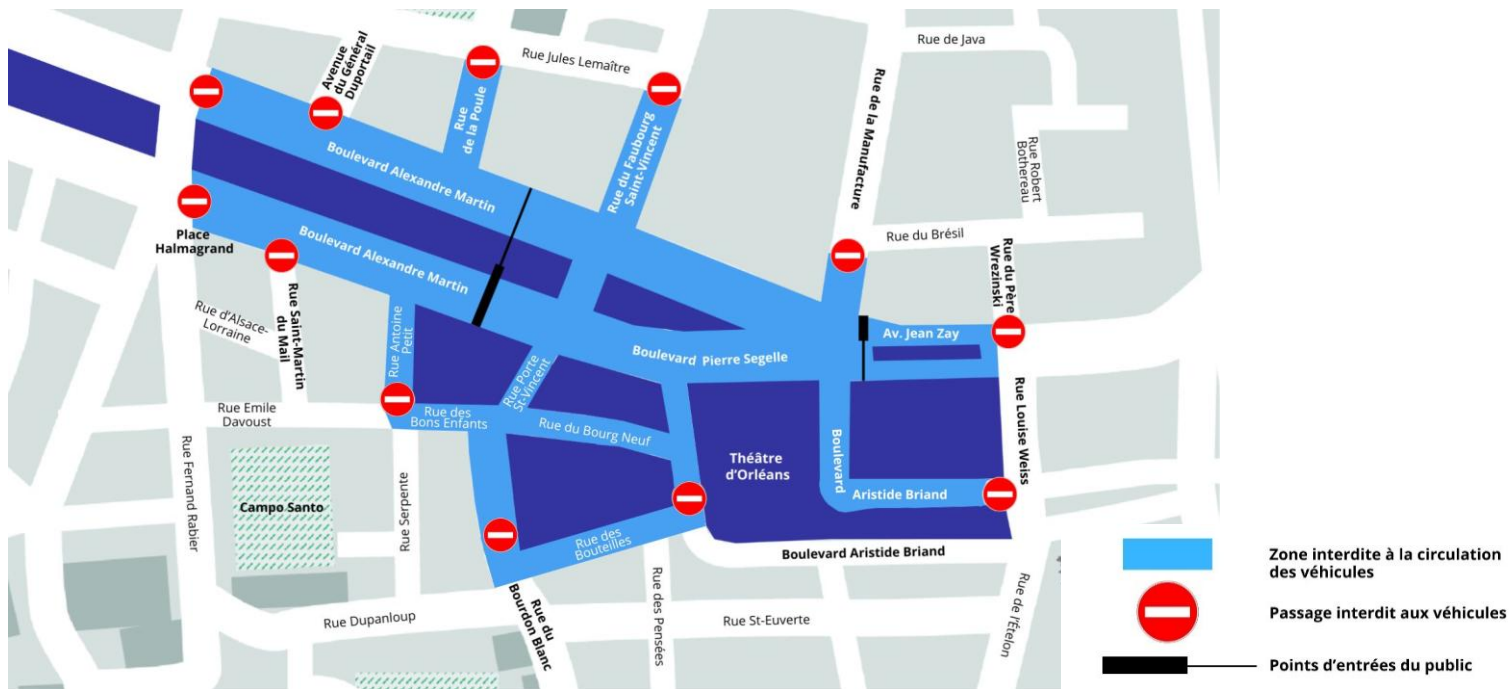 Avenue
du Général
Duportail
Rue Jules Lemaître
Rue de Java
Rue
de la Poule
Rue du Faubourg
Saint-Vincent
Rue de la Manufacture
Rue Robert
Bothereau
Boulevard Alexandre Martin
Place
Halmagrand
Boulevard Alexandre Martin
Rue du Brésil
Rue du Père
Wrezinski
Rue d'Alsace-
Lorraine
Rue Saint-Martin
du Mail
Rue Antoine
Petit
Rue Porte
St-Vincent
Boulevard Pierre Segelle
Av. Jean Zay
Rue Emile
Davoust
Rue des
Bons Enfants
Rue du Bourg Neuf
Théâtre
d'Orléans
Boulevard
Aristide Briand
Rue Louise Weiss
Rue Fernand Rabier
Campo Santo
Rue Serpente
Rue des
Bouteilles
Boulevard Aristide Briand
Rue Dupanloup
Rue du
Bourdon Blanc
Rue des Pensées
Rue St-Euverte
Rue de l'Ételon
Zone interdite à la circulation
des véhicules
Passage interdit aux véhicules
Points d'entrées du public